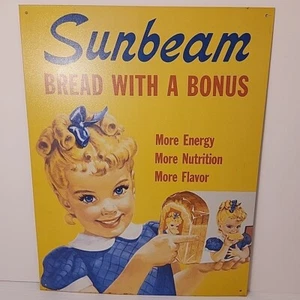 Sunbeam
BREAD WITH A BONUS
More Energy
More Nutrition
More Flavor